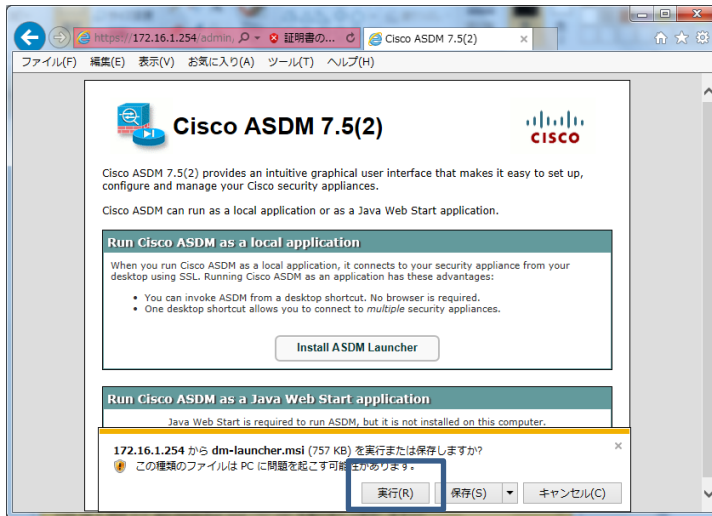 https://172.16.1.254/admin, 証明書の... Cisco ASDM 7.5(2)
ファイル(F) 編集(E) 表示(V) お気に入り(A) ツール(T) ヘルプ(H)
Cisco ASDM 7.5(2)
CISCO
Cisco ASDM 7.5(2) provides an intuitive graphical user interface that makes it easy to set up,
configure and manage your Cisco security appliances.
Cisco ASDM can run as a local application or as a Java Web Start application.
Run Cisco ASDM as a local application
When you run Cisco ASDM as a local application, it connects to your security appliance from your
desktop using SSL. Running Cisco ASDM as an application has these advantages:
• You can invoke ASDM from a desktop shortcut. No browser is required.
• One desktop shortcut allows you to connect to multiple security appliances.
Install ASDM Launcher
Run Cisco ASDM as a Java Web Start application
Java Web Start is required to run ASDM, but it is not installed on this computer.
172.16.1.254 から dm-launcher.msi (757 KB) を実行または保存しますか?
この種類のファイルは PC に問題を起こす可能性があります。
実行(R) 保存(S) キャンセル(C)